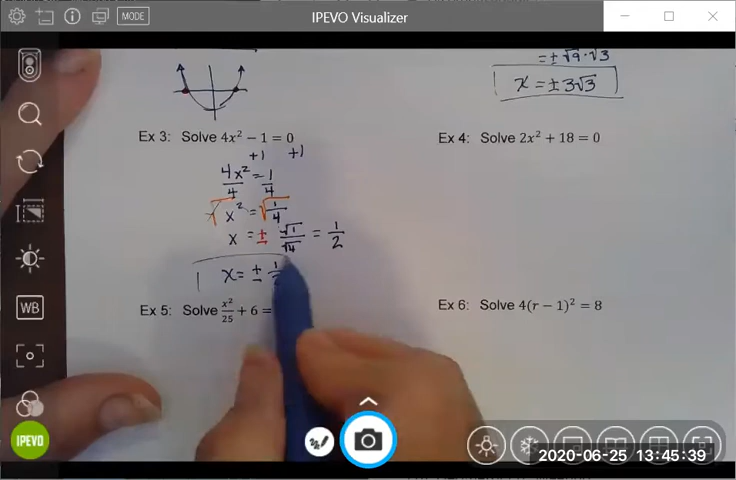 IPEVO Visualizer
MODE
= ± √9 · √3
x = ± 3√3
Ex 3: Solve 4x² − 1 = 0
+1 +1
4x² = 1
4 4
√x² = √1/4
x = ± √1/√4 = 1/2
x = ± 1
Ex 4: Solve 2x² + 18 = 0
Ex 5: Solve x²/25 + 6 =
Ex 6: Solve 4(r − 1)² = 8
WB
IPEVO
2020-06-25 13:45:39